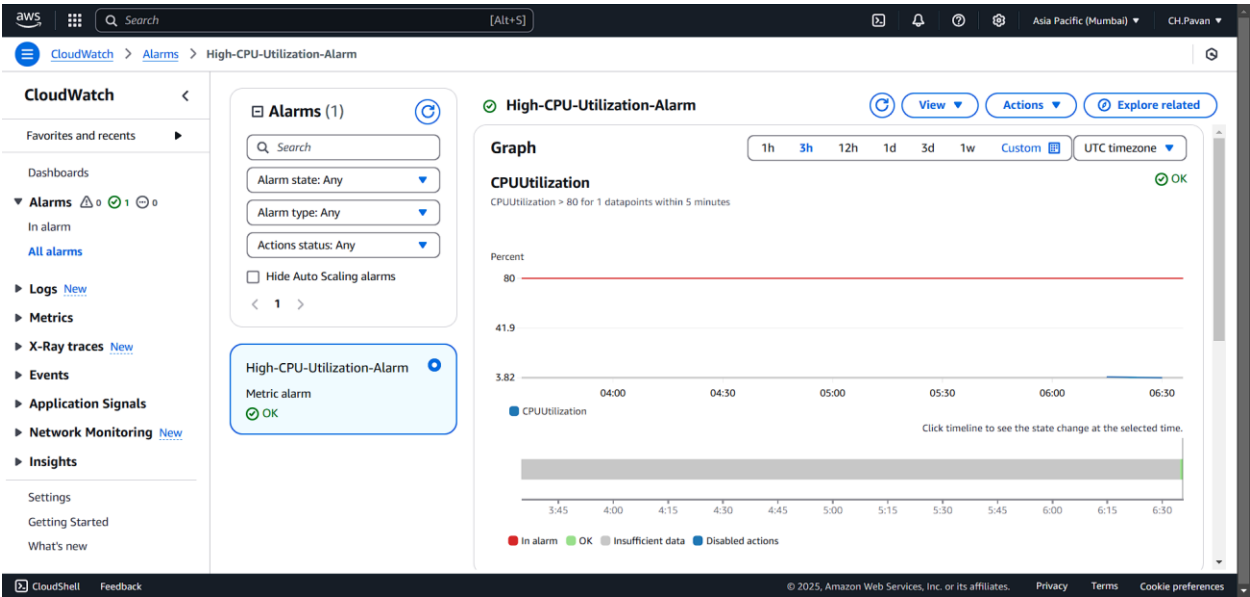 aws
Search [Alt+S]
Asia Pacific (Mumbai) CH.Pavan
CloudWatch > Alarms > High-CPU-Utilization-Alarm
CloudWatch
Favorites and recents
Dashboards
Alarms 0 1 0
In alarm
All alarms
Logs New
Metrics
X-Ray traces New
Events
Application Signals
Network Monitoring New
Insights
Settings
Getting Started
What's new
Alarms (1)
Search
Alarm state: Any
Alarm type: Any
Actions status: Any
Hide Auto Scaling alarms
1
High-CPU-Utilization-Alarm
Metric alarm
OK
High-CPU-Utilization-Alarm
View Actions Explore related
Graph
1h 3h 12h 1d 3d 1w Custom UTC timezone
CPUUtilization
OK
CPUUtilization > 80 for 1 datapoints within 5 minutes
Percent
80
41.9
3.82
04:00 04:30 05:00 05:30 06:00 06:30
CPUUtilization
Click timeline to see the state change at the selected time.
3:45 4:00 4:15 4:30 4:45 5:00 5:15 5:30 5:45 6:00 6:15 6:30
In alarm OK Insufficient data Disabled actions
CloudShell Feedback
© 2025, Amazon Web Services, Inc. or its affiliates. Privacy Terms Cookie preferences